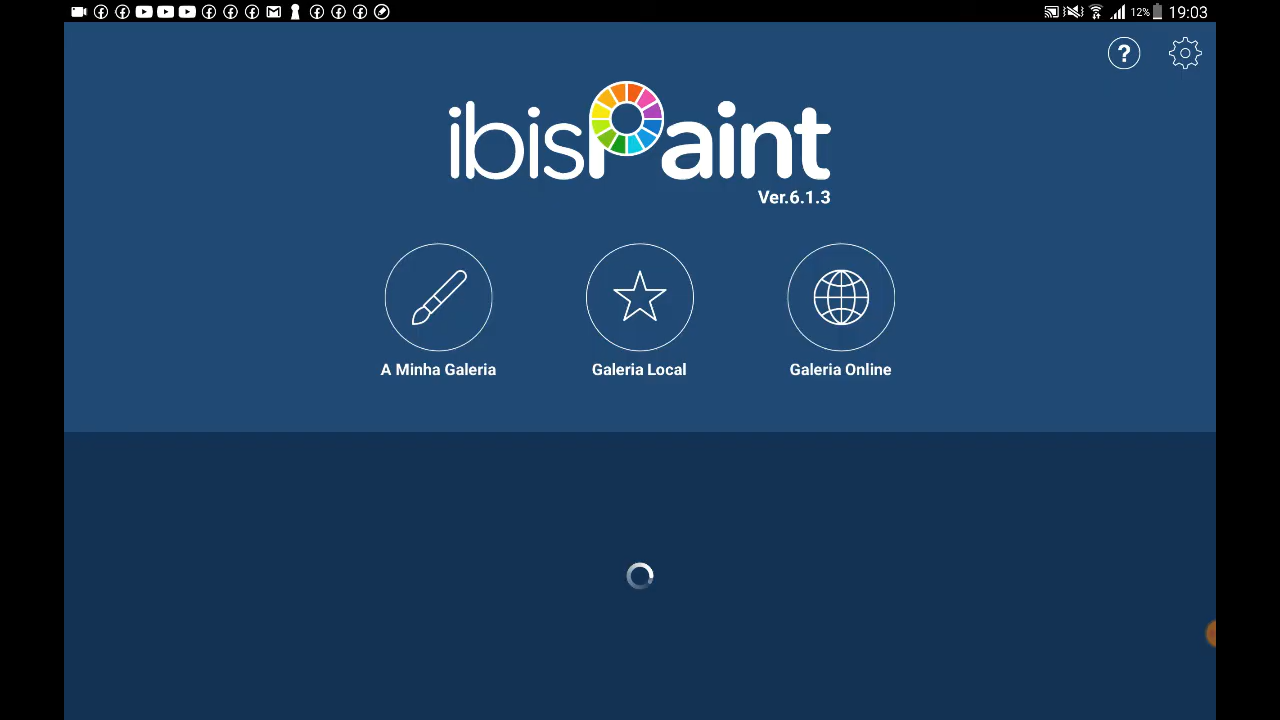 12% 19:03
?
ibisPaint
Ver.6.1.3
A Minha Galeria
Galeria Local
Galeria Online